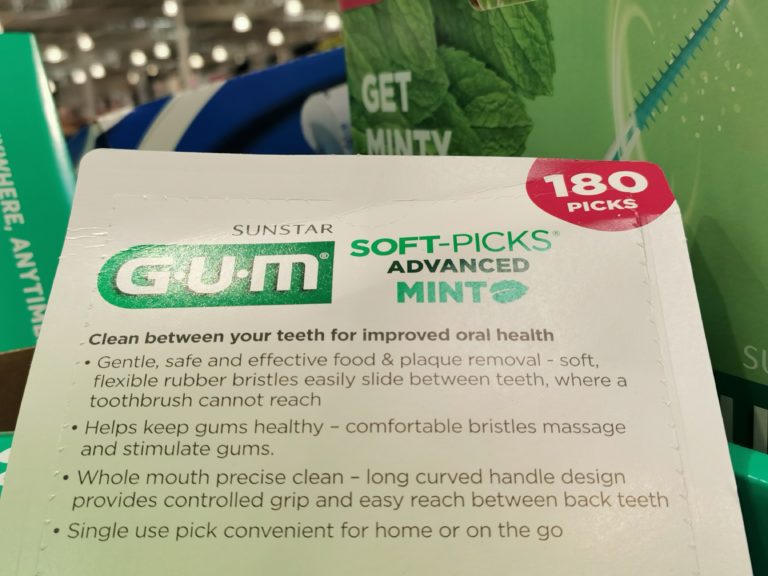 YWHERE, ANYTIM
GET
MINTY
180
PICKS
SUNSTAR
G·U·M®
SOFT-PICKS®
ADVANCED
MINT
Clean between your teeth for improved oral health
• Gentle, safe and effective food & plaque removal - soft,
flexible rubber bristles easily slide between teeth, where a
toothbrush cannot reach
• Helps keep gums healthy – comfortable bristles massage
and stimulate gums.
• Whole mouth precise clean – long curved handle design
provides controlled grip and easy reach between back teeth
• Single use pick convenient for home or on the go
SU